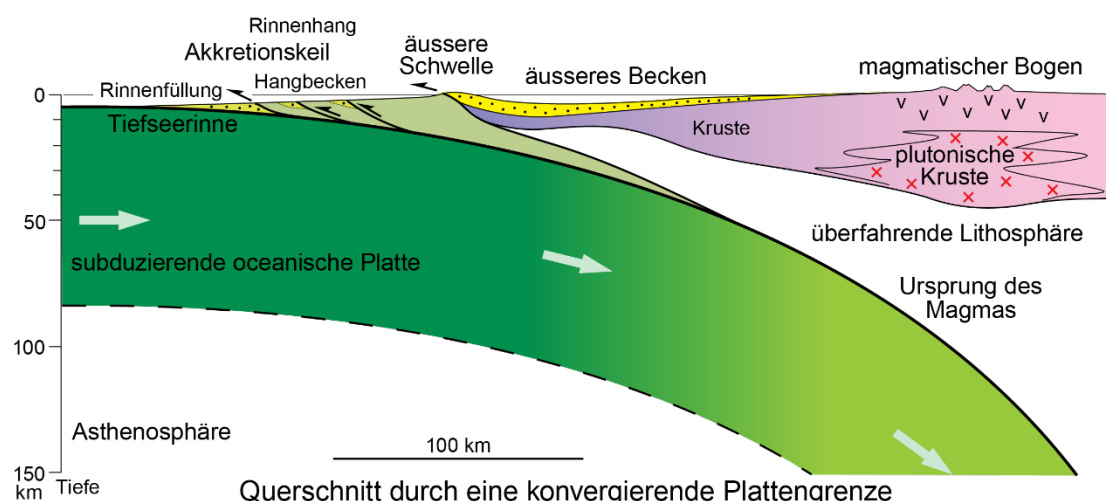 Rinnenhang
Akkretionskeil
äussere
Schwelle
äusseres Becken
magmatischer Bogen
Rinnenfüllung
Hangbecken
0
Tiefseerinne
Kruste
v v v v
v v v
plutonische
Kruste
50
überfahrende Lithosphäre
subduzierende oceanische Platte
Ursprung des
Magmas
100
Asthenosphäre
100 km
150
km Tiefe
Querschnitt durch eine konvergierende Plattengrenze